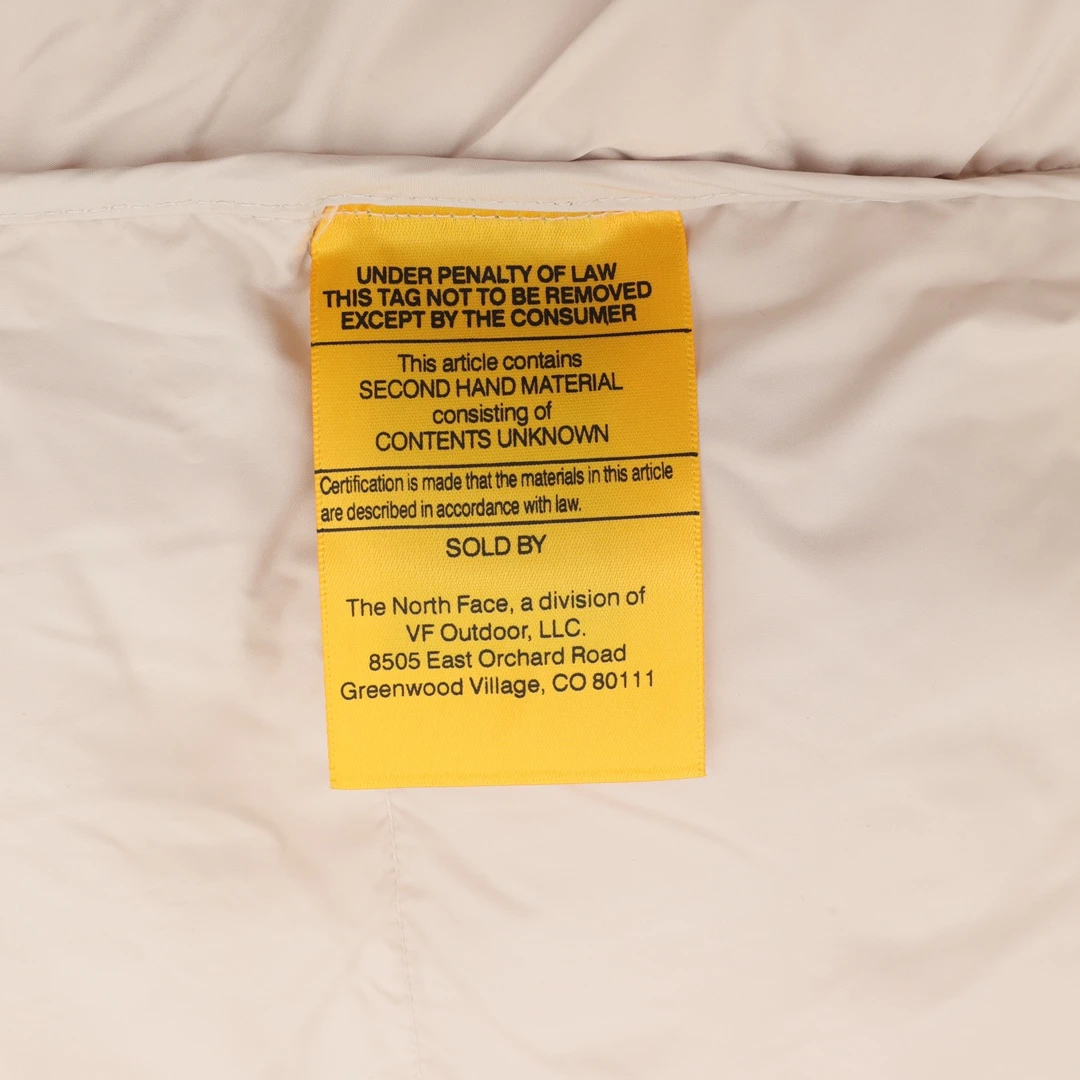 UNDER PENALTY OF LAW
THIS TAG NOT TO BE REMOVED
EXCEPT BY THE CONSUMER
This article contains
SECOND HAND MATERIAL
consisting of
CONTENTS UNKNOWN
Certification is made that the materials in this article
are described in accordance with law.
SOLD BY
The North Face, a division of
VF Outdoor, LLC.
8505 East Orchard Road
Greenwood Village, CO 80111